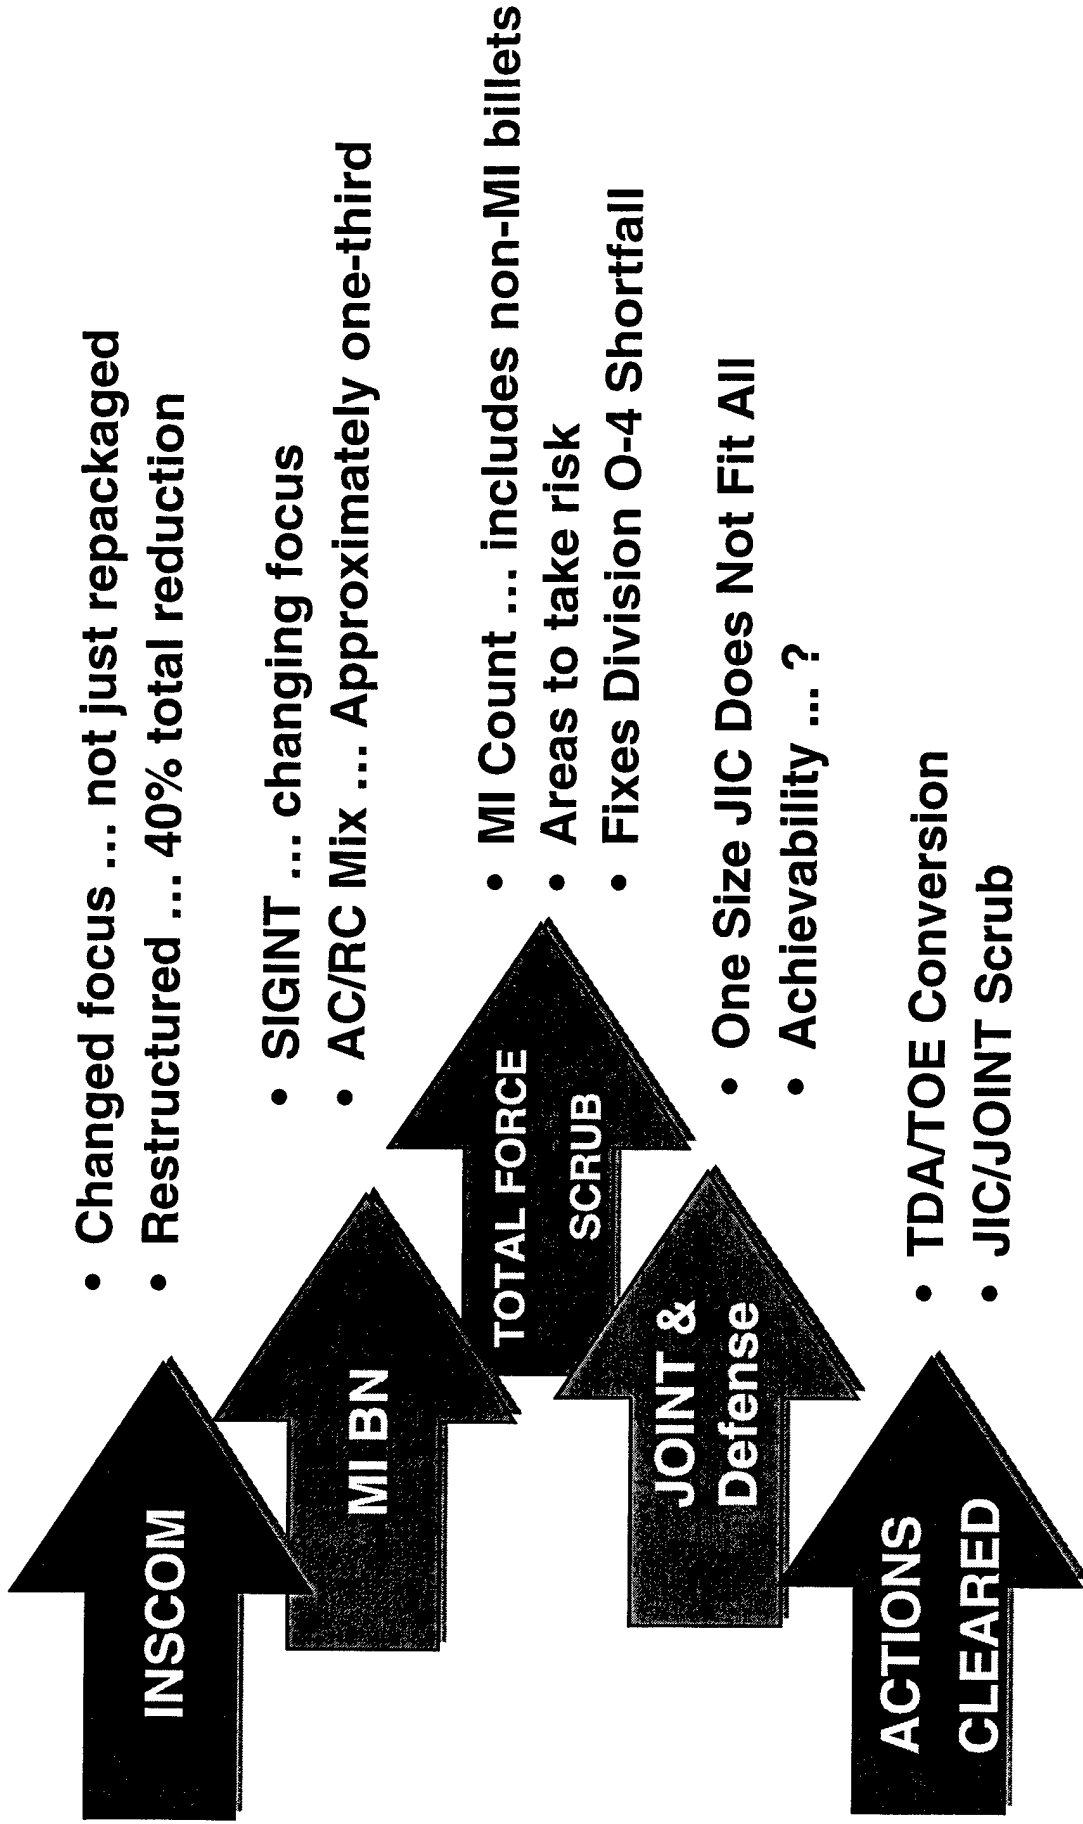 INSCOM
• Changed focus ... not just repackaged
• Restructured ... 40% total reduction
MI BN
• SIGINT ... changing focus
• AC/RC Mix ... Approximately one-third
TOTAL FORCE
SCRUB
• MI Count ... includes non-MI billets
• Areas to take risk
• Fixes Division O-4 Shortfall
JOINT &
Defense
• One Size JIC Does Not Fit All
• Achievability ... ?
ACTIONS
CLEARED
• TDA/TOE Conversion
• JIC/JOINT Scrub